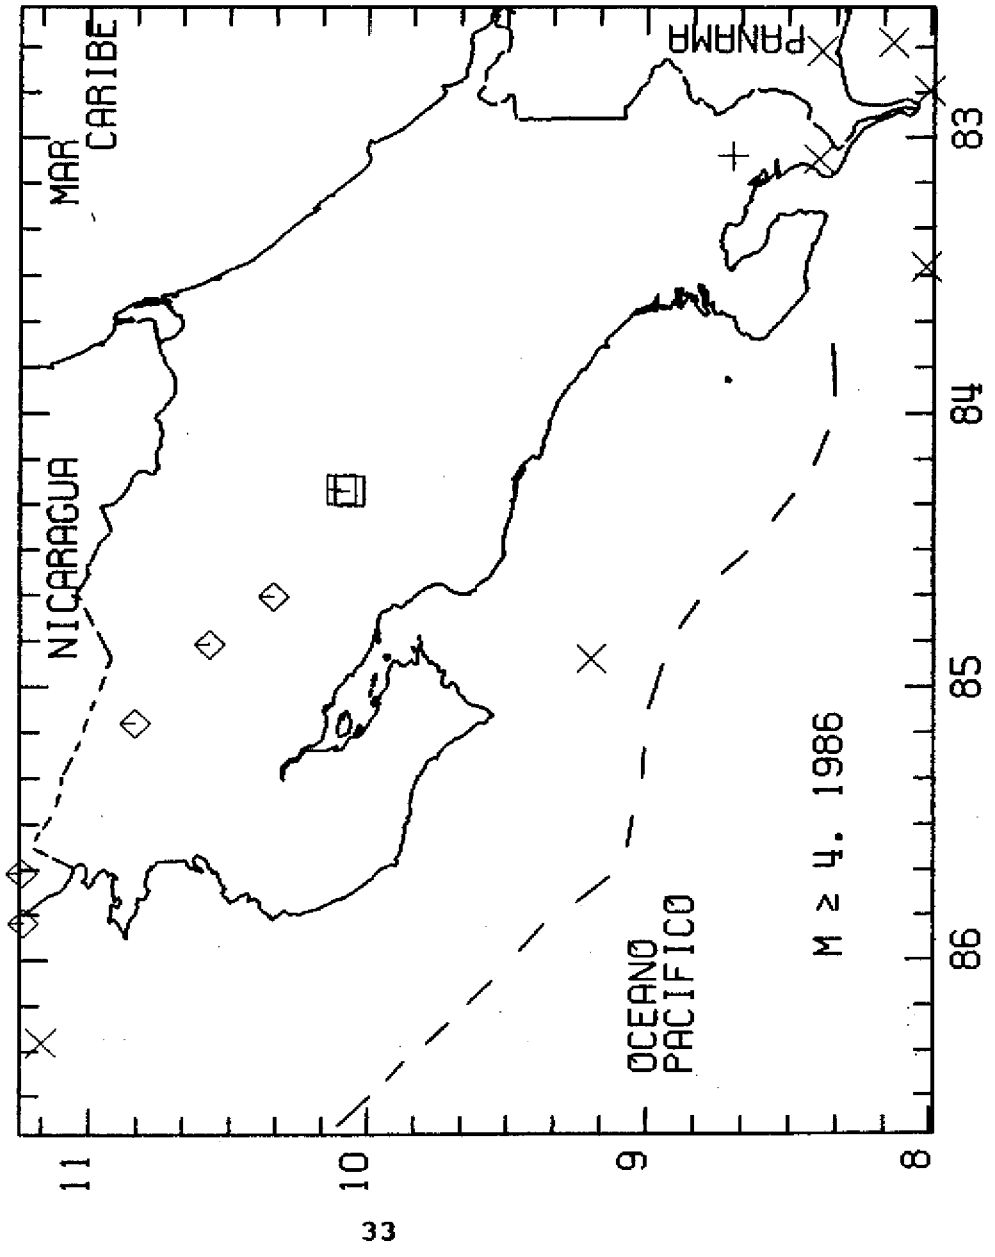 NICARAGUA
MAR
CARIBE
PANAMA
OCEANO
PACIFICO
M ≥ 4. 1986
11
10
9
8
86
85
84
83
33